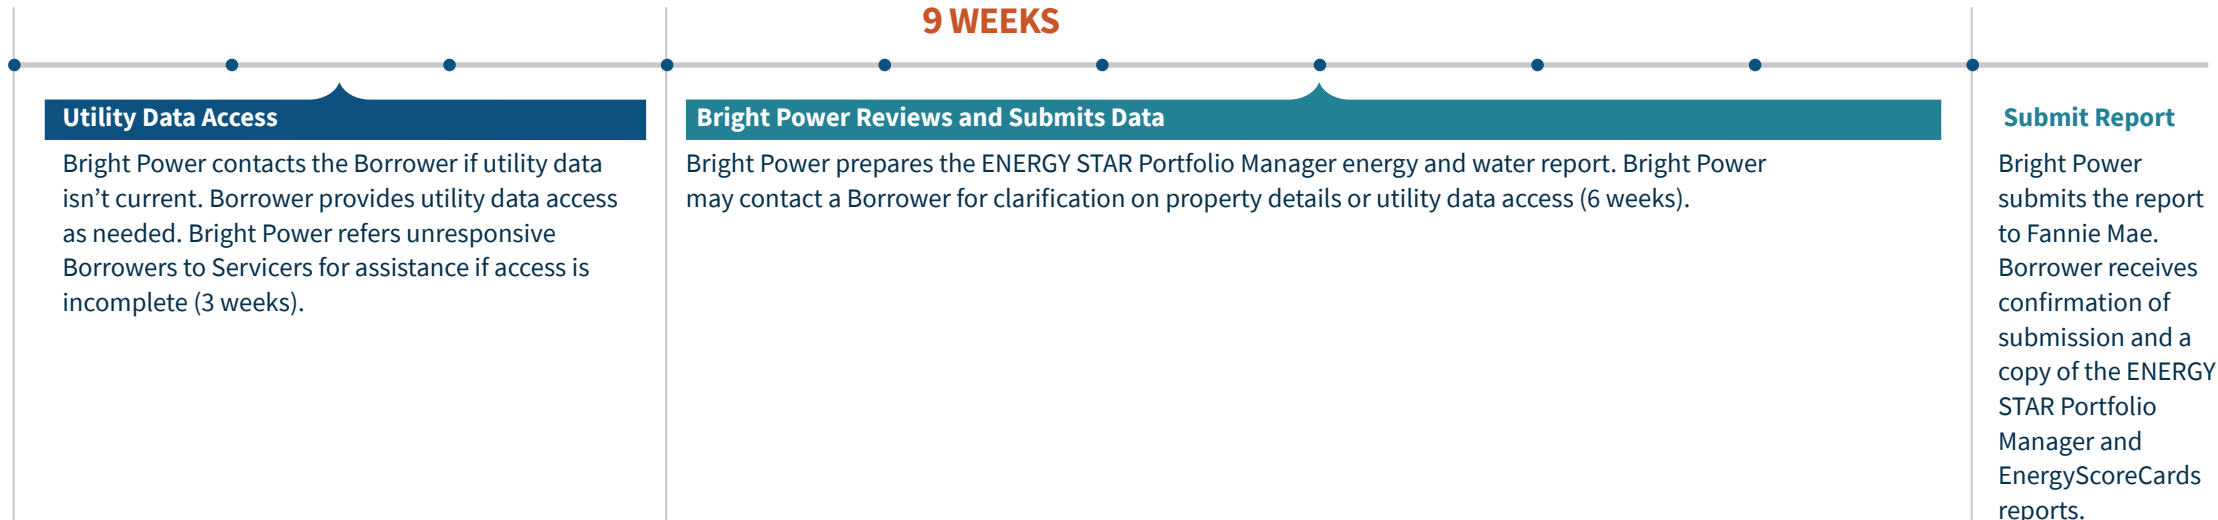 9 WEEKS
Utility Data Access
Bright Power contacts the Borrower if utility data
isn’t current. Borrower provides utility data access
as needed. Bright Power refers unresponsive
Borrowers to Servicers for assistance if access is
incomplete (3 weeks).
Bright Power Reviews and Submits Data
Bright Power prepares the ENERGY STAR Portfolio Manager energy and water report. Bright Power
may contact a Borrower for clarification on property details or utility data access (6 weeks).
Submit Report
Bright Power
submits the report
to Fannie Mae.
Borrower receives
confirmation of
submission and a
copy of the ENERGY
STAR Portfolio
Manager and
EnergyScoreCards
reports.